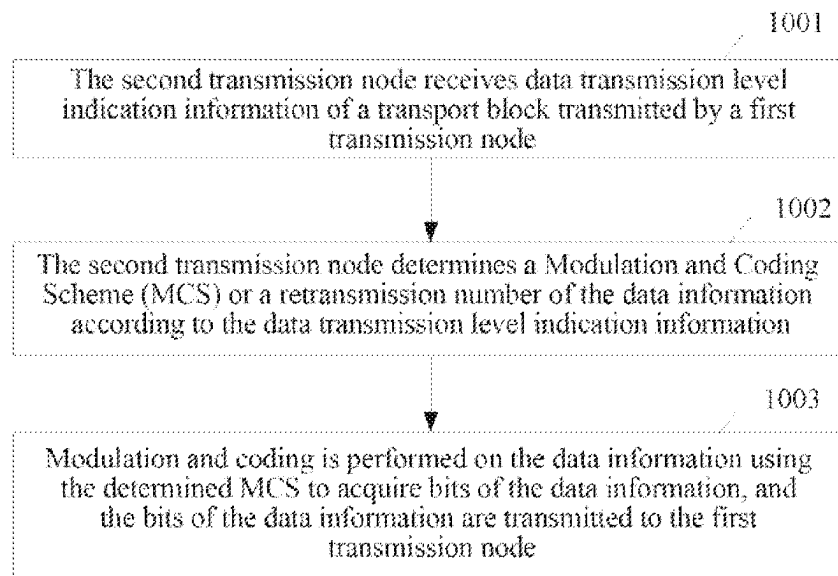 1001
The second transmission node receives data transmission level
indication information of a transport block transmitted by a first
transmission node
1002
The second transmission node determines a Modulation and Coding
Scheme (MCS) or a retransmission number of the data information
according to the data transmission level indication information
1003
Modulation and coding is performed on the data information using
the determined MCS to acquire bits of the data information, and
the bits of the data information are transmitted to the first
transmission node